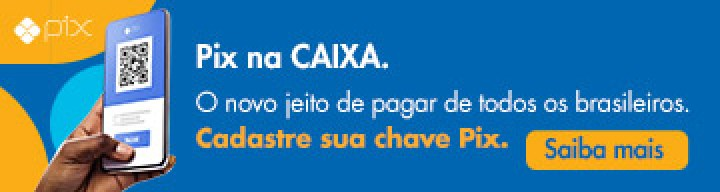 pix
Pix na CAIXA.
O novo jeito de pagar de todos os brasileiros.
Cadastre sua chave Pix.
Saiba mais